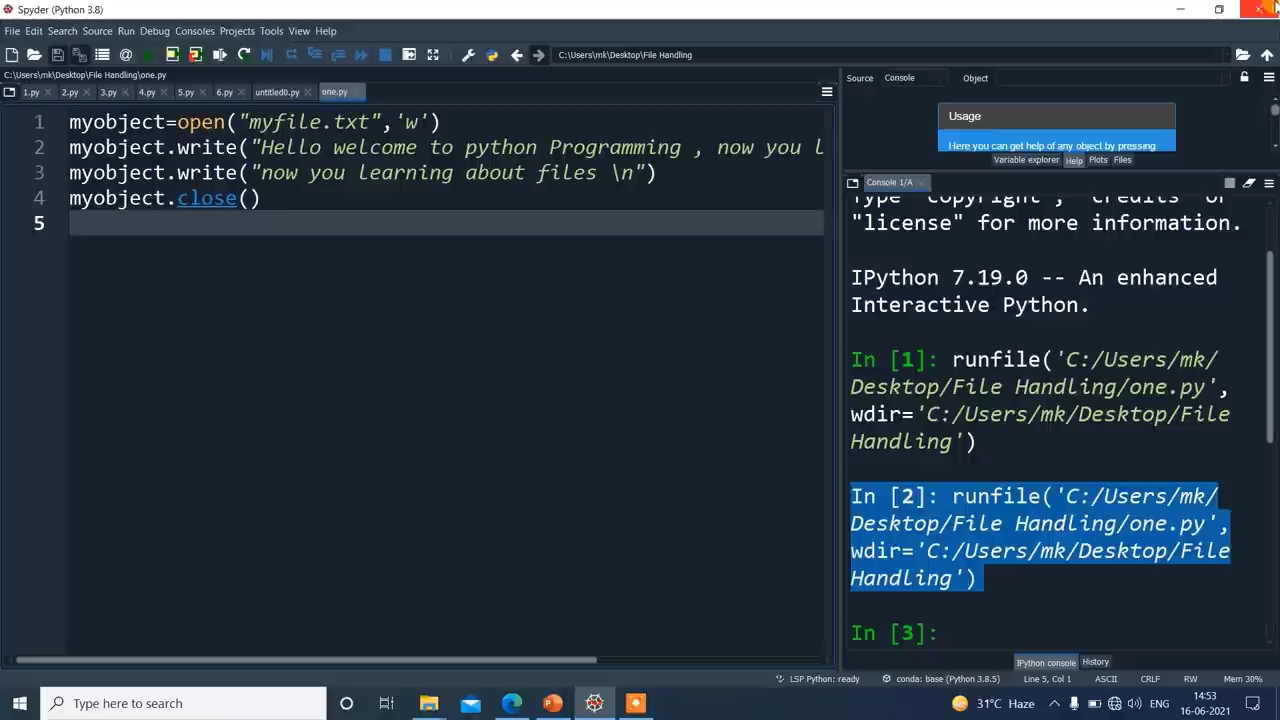 Spyder (Python 3.8)
File Edit Search Source Run Debug Consoles Projects Tools View Help
C:\Users\mk\Desktop\File Handling
C:\Users\mk\Desktop\File Handling\one.py
1.py 2.py 3.py 4.py 5.py 6.py untitled0.py one.py
1 myobject=open("myfile.txt",'w')
2 myobject.write("Hello welcome to python Programming , now you l
3 myobject.write("now you learning about files \n")
4 myobject.close()
5
Source Console Object
Usage
Here you can get help of any object by pressing
Variable explorer Help Plots Files
Console 1/A
Type "copyright", "credits" or
"license" for more information.
IPython 7.19.0 -- An enhanced
Interactive Python.
In [1]: runfile('C:/Users/mk/
Desktop/File Handling/one.py',
wdir='C:/Users/mk/Desktop/File
Handling')
In [2]: runfile('C:/Users/mk/
Desktop/File Handling/one.py',
wdir='C:/Users/mk/Desktop/File
Handling')
In [3]:
IPython console History
LSP Python: ready conda: base (Python 3.8.5) Line 5, Col 1 ASCII CRLF RW Mem 30%
Type here to search
31°C Haze ENG
14:53
16-06-2021